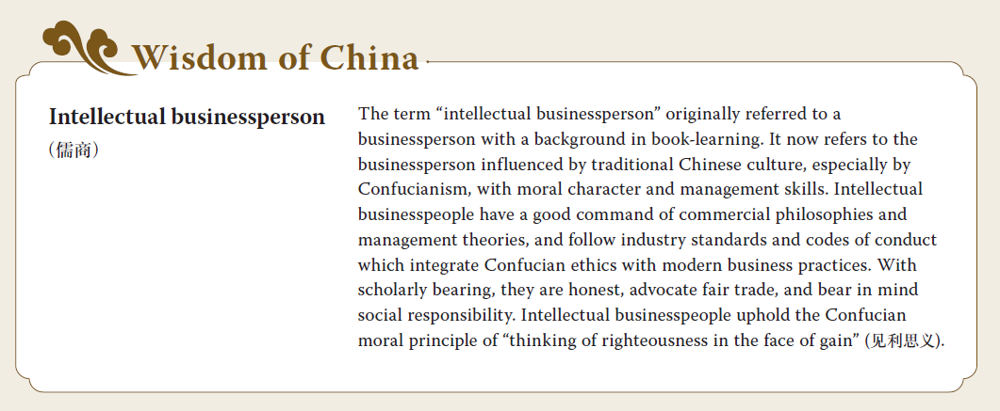 Wisdom of China
Intellectual businessperson
(儒商)
The term “intellectual businessperson” originally referred to a
businessperson with a background in book-learning. It now refers to the
businessperson influenced by traditional Chinese culture, especially by
Confucianism, with moral character and management skills. Intellectual
businesspeople have a good command of commercial philosophies and
management theories, and follow industry standards and codes of conduct
which integrate Confucian ethics with modern business practices. With
scholarly bearing, they are honest, advocate fair trade, and bear in mind
social responsibility. Intellectual businesspeople uphold the Confucian
moral principle of “thinking of righteousness in the face of gain” (见利思义).